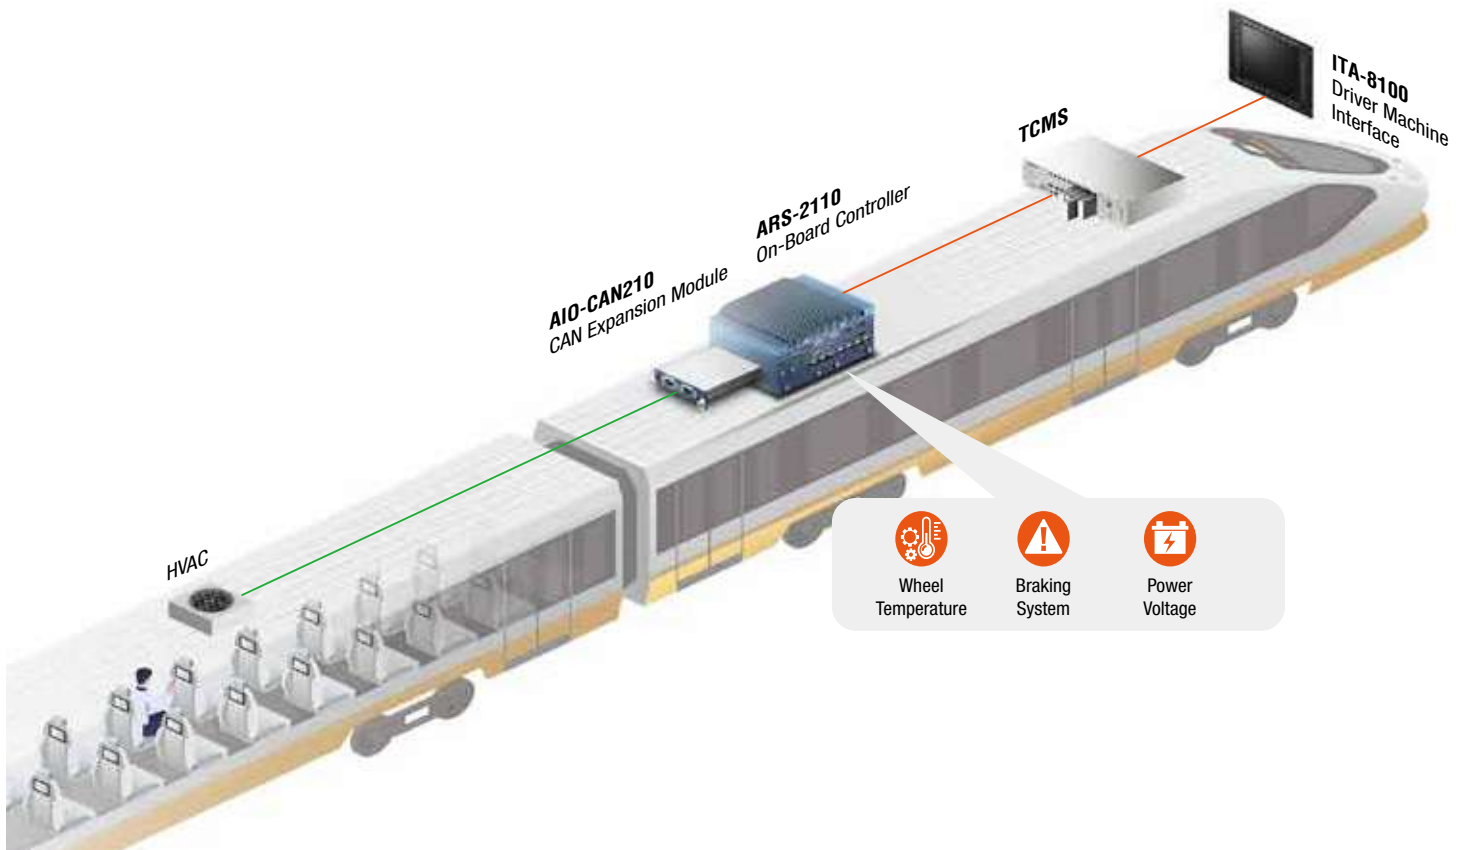 ITA-8100
Driver Machine
Interface
TCMS
ARS-2110
On-Board Controller
AIO-CAN210
CAN Expansion Module
HVAC
Wheel
Temperature
Braking
System
Power
Voltage